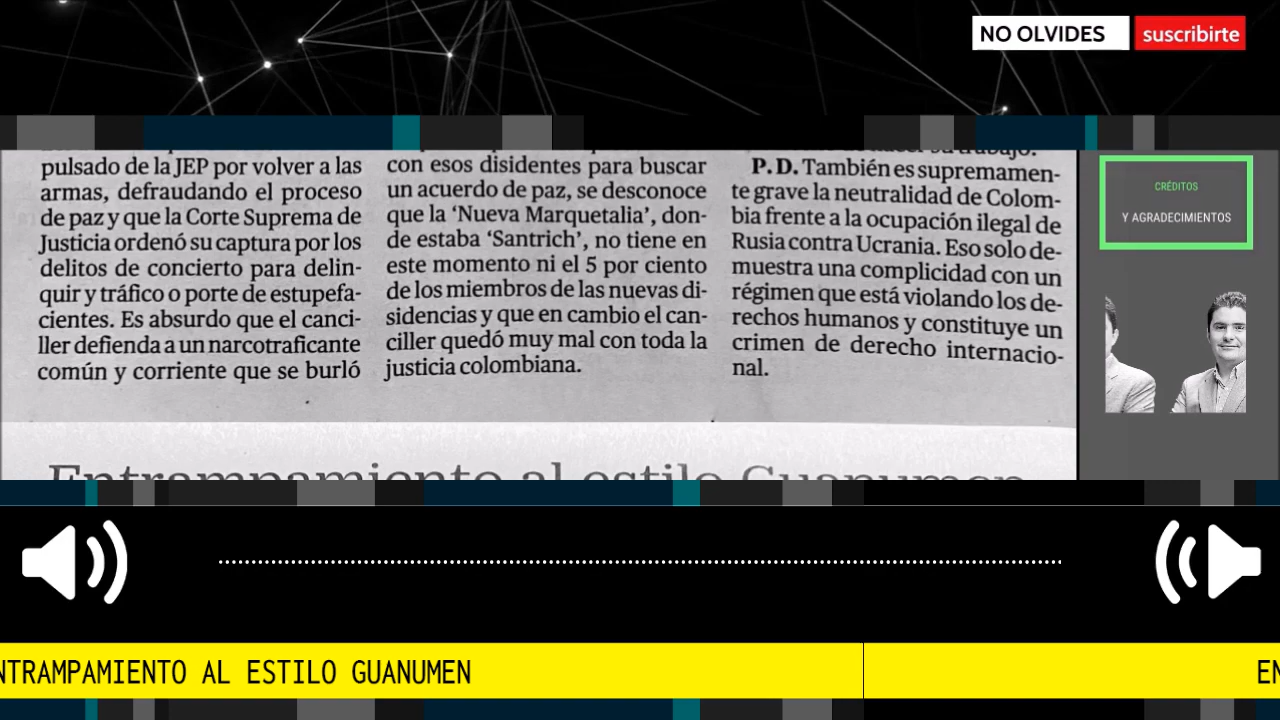 NO OLVIDES
suscribirte
pulsado de la JEP por volver a las
armas, defraudando el proceso
de paz y que la Corte Suprema de
Justicia ordenó su captura por los
delitos de concierto para delin-
quir y tráfico o porte de estupefa-
cientes. Es absurdo que el canci-
ller defienda a un narcotraficante
común y corriente que se burló
con esos disidentes para buscar
un acuerdo de paz, se desconoce
que la ‘Nueva Marquetalia’, don-
de estaba ‘Santrich’, no tiene en
este momento ni el 5 por ciento
de los miembros de las nuevas di-
sidencias y que en cambio el can-
ciller quedó muy mal con toda la
justicia colombiana.
P. D. También es supremamen-
te grave la neutralidad de Colom-
bia frente a la ocupación ilegal de
Rusia contra Ucrania. Eso solo de-
muestra una complicidad con un
régimen que está violando los de-
rechos humanos y constituye un
crimen de derecho internacio-
nal.
Entrampamiento al estilo Guanumen
CRÉDITOS
Y AGRADECIMIENTOS
NTRAMPAMIENTO AL ESTILO GUANUMEN
EN